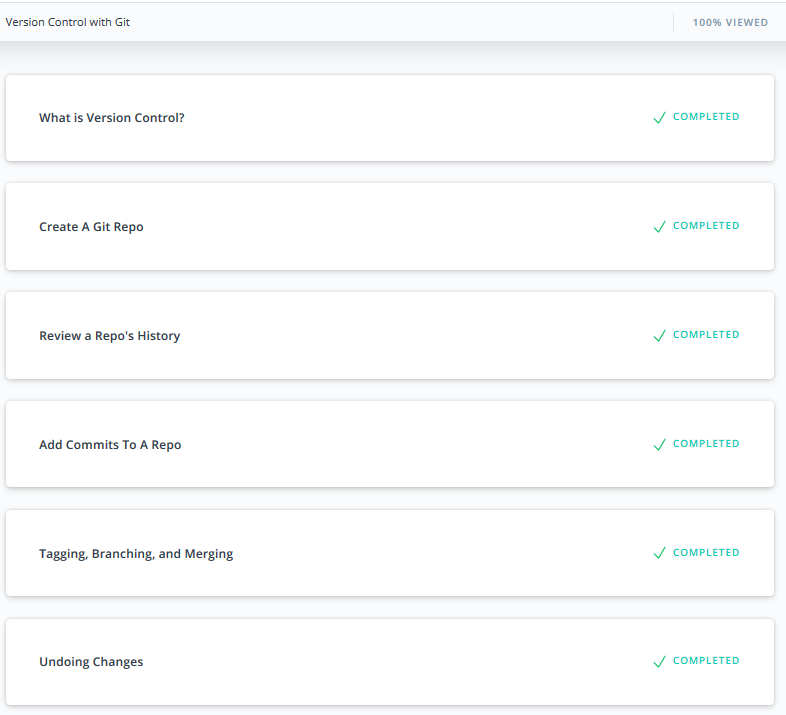 Version Control with Git
100% VIEWED
What is Version Control?
COMPLETED
Create A Git Repo
COMPLETED
Review a Repo's History
COMPLETED
Add Commits To A Repo
COMPLETED
Tagging, Branching, and Merging
COMPLETED
Undoing Changes
COMPLETED